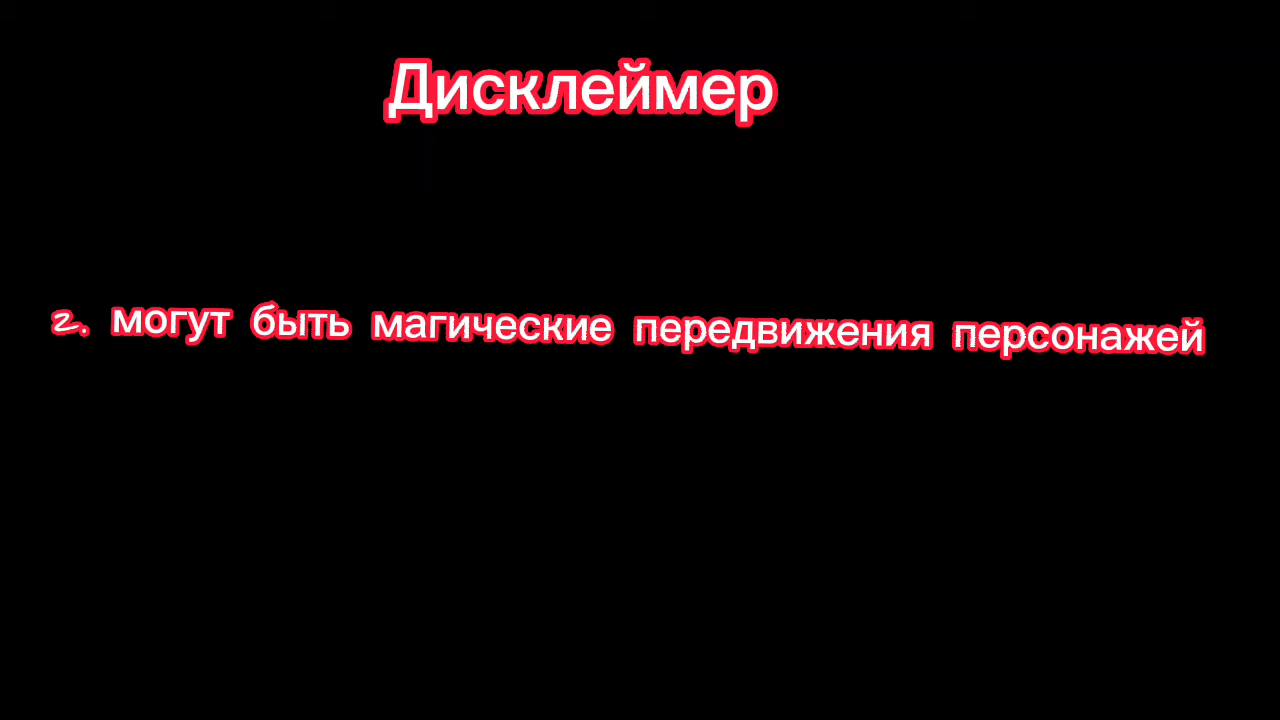 Дисклеймер
2. могут быть магические передвижения персонажей